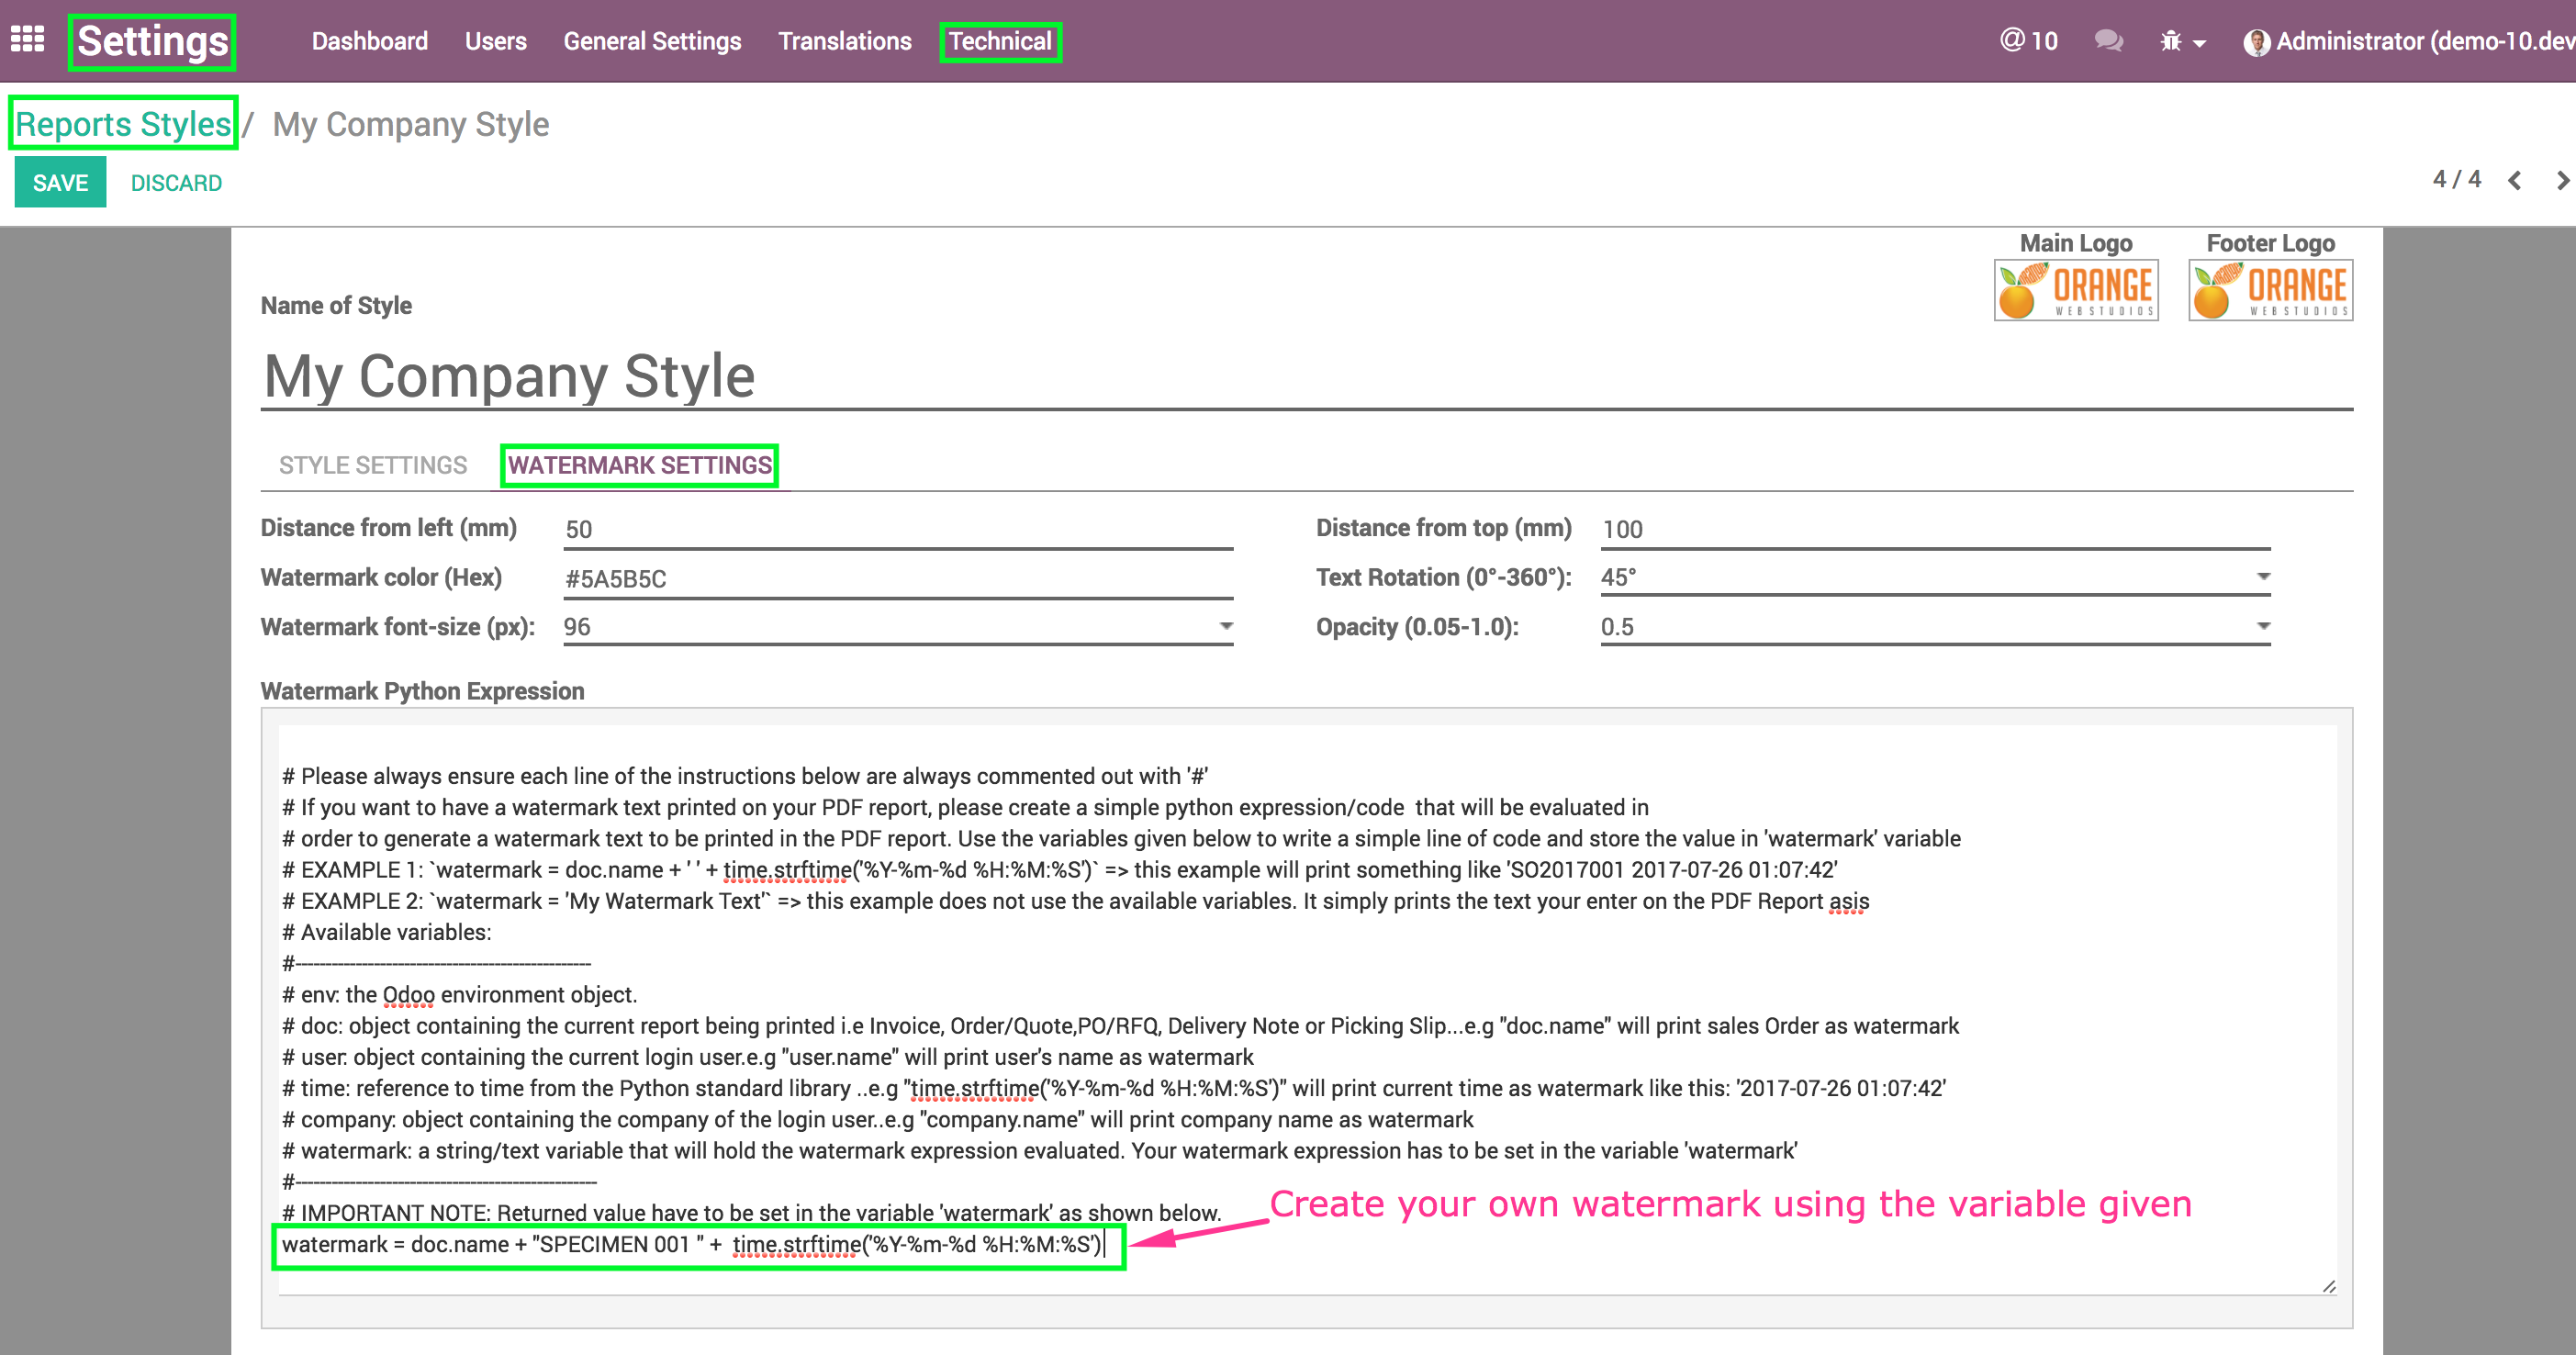 Settings Dashboard Users General Settings Translations Technical @ 10 Administrator (demo-10.dev
Reports Styles / My Company Style
SAVE DISCARD 4 / 4
Main Logo Footer Logo
ORANGE ORANGE
WEBSTUDIOS WEBSTUDIOS
Name of Style
My Company Style
STYLE SETTINGS WATERMARK SETTINGS
Distance from left (mm) 50 Distance from top (mm) 100
Watermark color (Hex) #5A5B5C Text Rotation (0°-360°): 45°
Watermark font-size (px): 96 Opacity (0.05-1.0): 0.5
Watermark Python Expression
# Please always ensure each line of the instructions below are always commented out with '#'
# If you want to have a watermark text printed on your PDF report, please create a simple python expression/code  that will be evaluated in
# order to generate a watermark text to be printed in the PDF report. Use the variables given below to write a simple line of code and store the value in 'watermark' variable
# EXAMPLE 1: `watermark = doc.name + ' ' + time.strftime('%Y-%m-%d %H:%M:%S')` => this example will print something like 'SO2017001 2017-07-26 01:07:42'
# EXAMPLE 2: `watermark = 'My Watermark Text'` => this example does not use the available variables. It simply prints the text your enter on the PDF Report asis
# Available variables:
#-------------------------------------------------
# env: the Odoo environment object.
# doc: object containing the current report being printed i.e Invoice, Order/Quote,PO/RFQ, Delivery Note or Picking Slip...e.g "doc.name" will print sales Order as watermark
# user: object containing the current login user.e.g "user.name" will print user's name as watermark
# time: reference to time from the Python standard library ..e.g "time.strftime('%Y-%m-%d %H:%M:%S')" will print current time as watermark like this: '2017-07-26 01:07:42'
# company: object containing the company of the login user..e.g "company.name" will print company name as watermark
# watermark: a string/text variable that will hold the watermark expression evaluated. Your watermark expression has to be set in the variable 'watermark'
#--------------------------------------------------
# IMPORTANT NOTE: Returned value have to be set in the variable 'watermark' as shown below.
Create your own watermark using the variable given
watermark = doc.name + "SPECIMEN 001 " +  time.strftime('%Y-%m-%d %H:%M:%S')